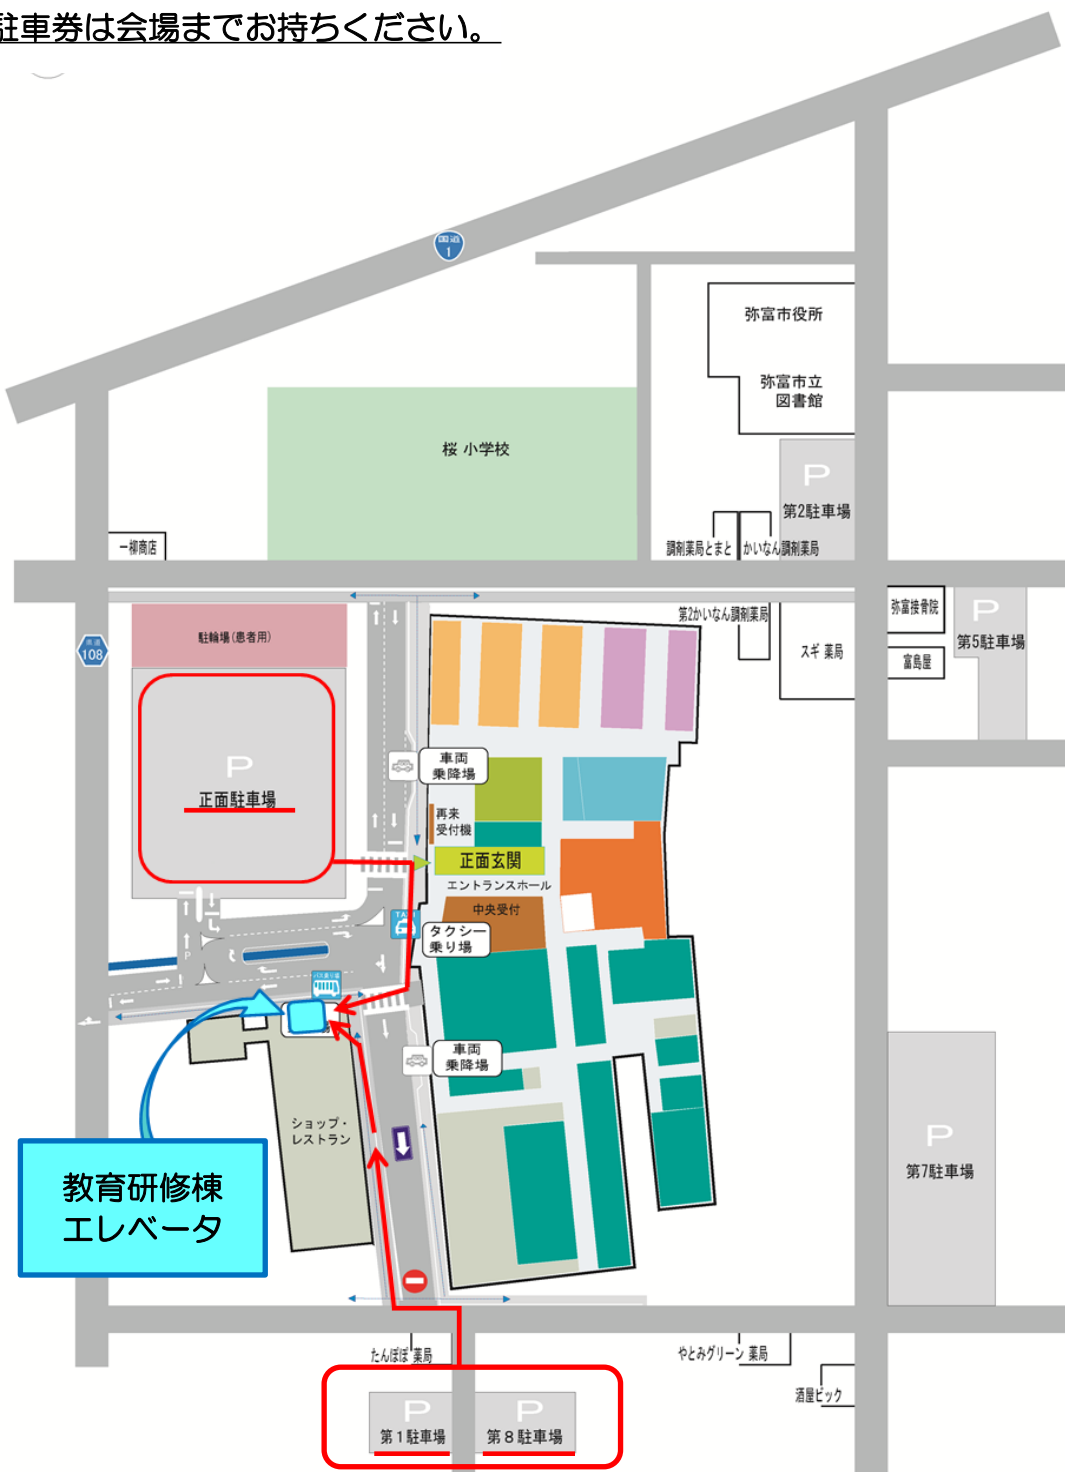 駐車券は会場までお持ちください。
国道
1
弥富市役所
弥富市立
図書館
桜 小学校
P
第2駐車場
一柳商店
調剤薬局とまと
かいなん調剤薬局
第2かいなん調剤薬局
弥富接骨院
P
第5駐車場
スギ 薬局
富島屋
県道
108
駐輪場(患者用)
P
正面駐車場
車両
乗降場
再来
受付機
正面玄関
エントランスホール
中央受付
TAXI
タクシー
乗り場
バス乗り場
P
車両
乗降場
ショップ・
レストラン
教育研修棟
エレベータ
P
第7駐車場
たんぽぽ 薬局
やとみグリーン 薬局
酒屋ビック
P
第1駐車場
P
第8駐車場